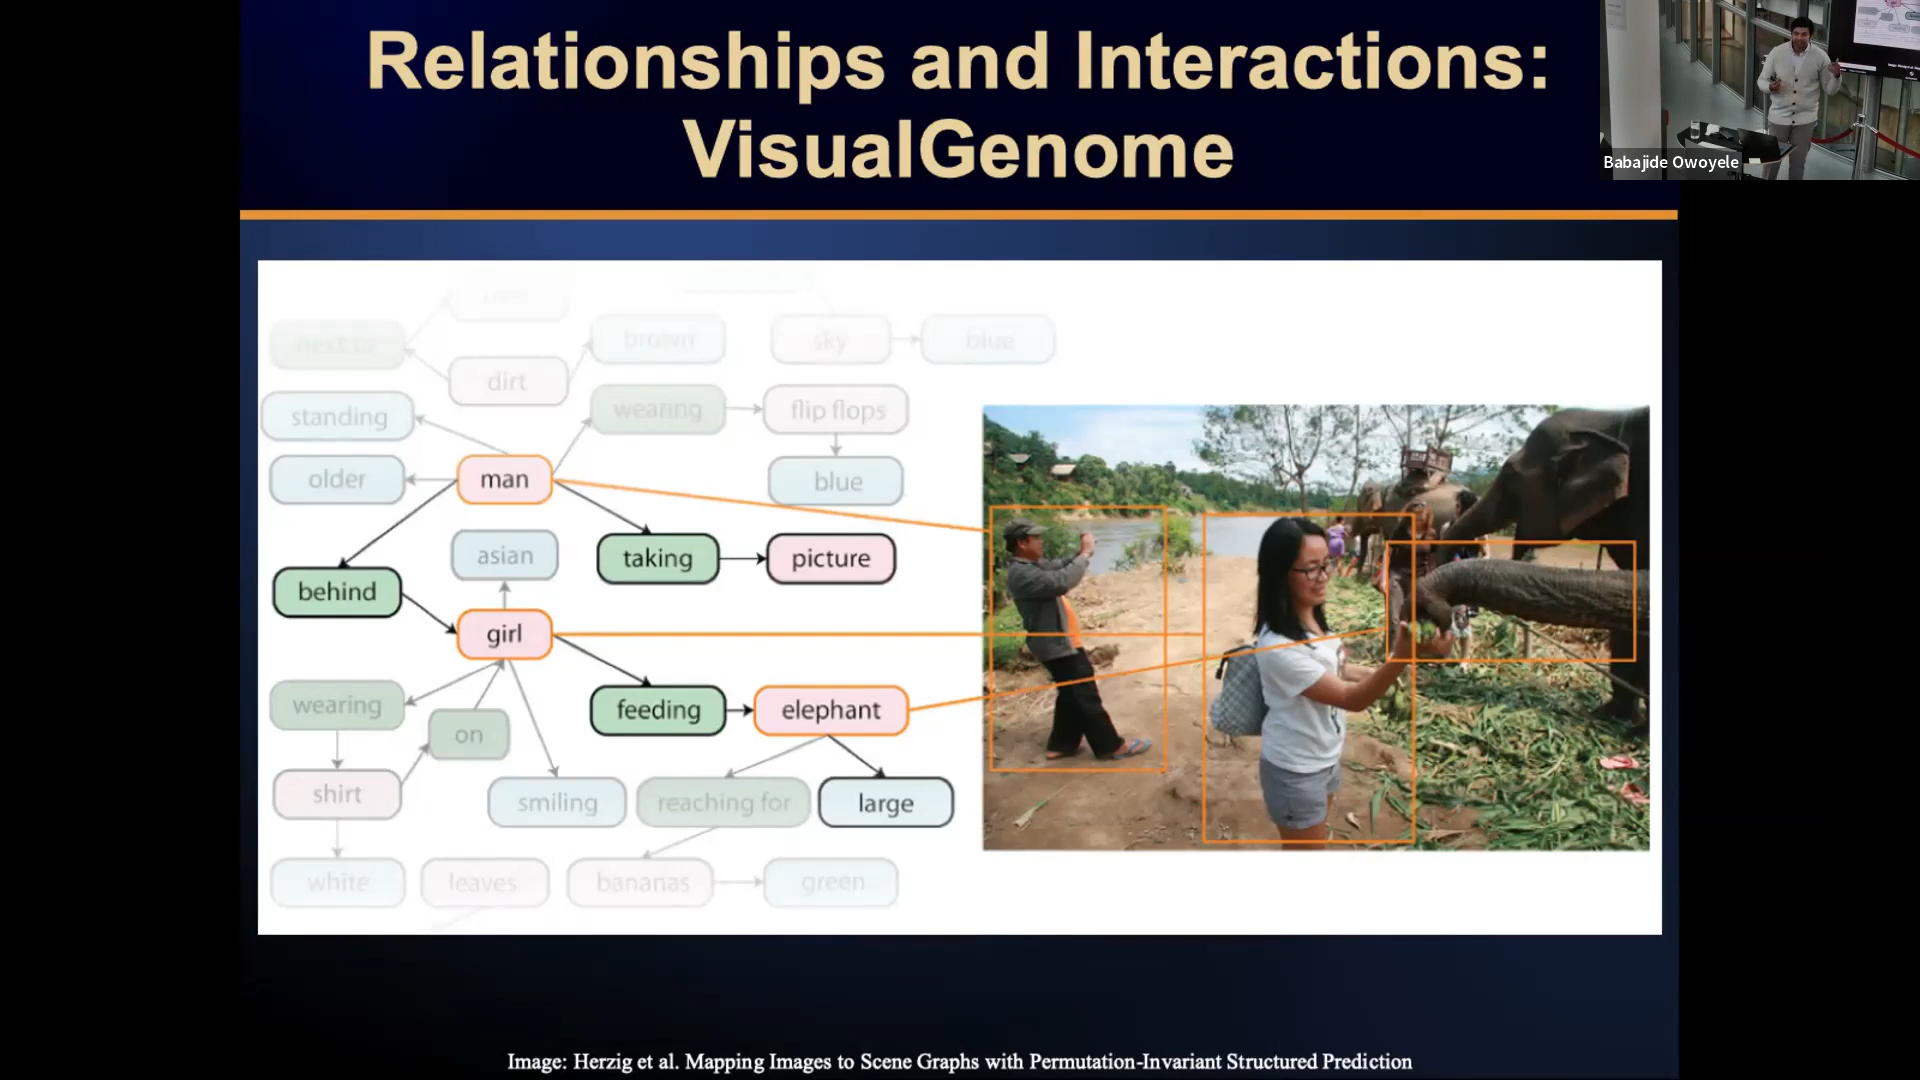 Relationships and Interactions:
VisualGenome
Babajide Owoyele
next to
dirt
brown
sky
blue
standing
wearing
flip flops
older
man
blue
asian
taking
picture
behind
girl
wearing
on
feeding
elephant
shirt
smiling
reaching for
large
white
leaves
bananas
green
Image: Herzig et al. Mapping Images to Scene Graphs with Permutation-Invariant Structured Prediction